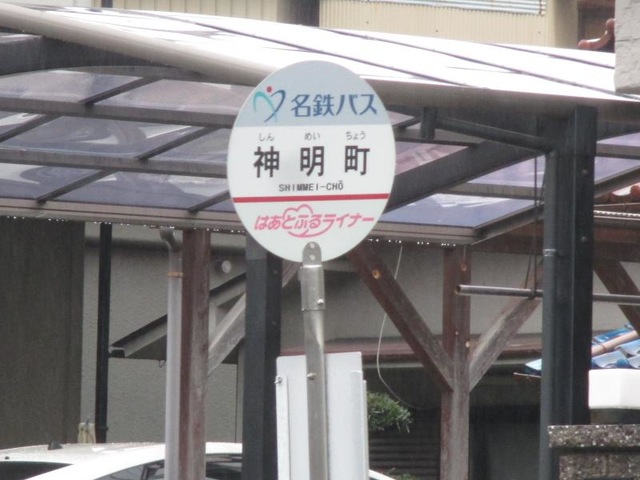 名鉄バス
しん めい ちょう
神明町
SHIMMEI-CHŌ
はあとふるライナー